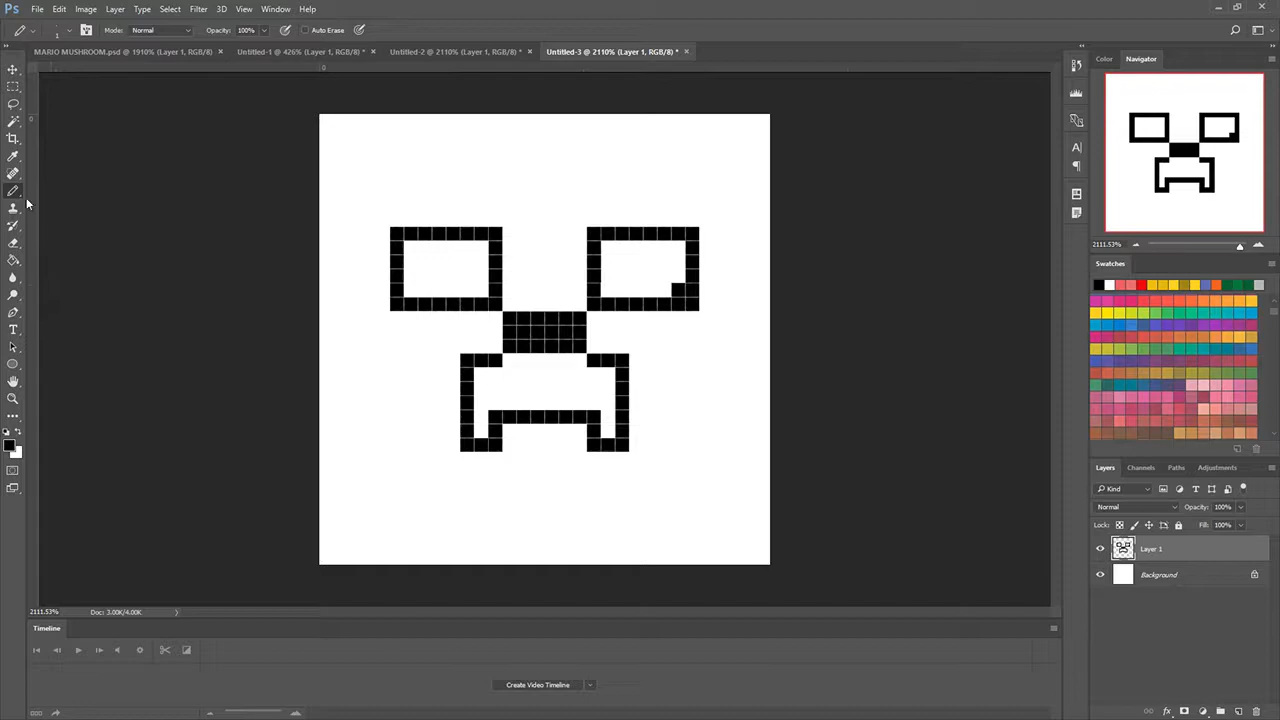 Ps File Edit Image Layer Type Select Filter 3D View Window Help
1 Mode: Normal Opacity: 100% Auto Erase
MARIO MUSHROOM.psd @ 1910% (Layer 1, RGB/8) × Untitled-1 @ 426% (Layer 1, RGB/8) * × Untitled-2 @ 2110% (Layer 1, RGB/8) * × Untitled-3 @ 2110% (Layer 1, RGB/8) * ×
Color Navigator
0
0
2111.53%
Swatches
Layers Channels Paths Adjustments
Kind
Normal Opacity: 100%
Lock: Fill: 100%
Layer 1
Background
2111.53% Doc: 3.00K/4.00K
Timeline
Create Video Timeline